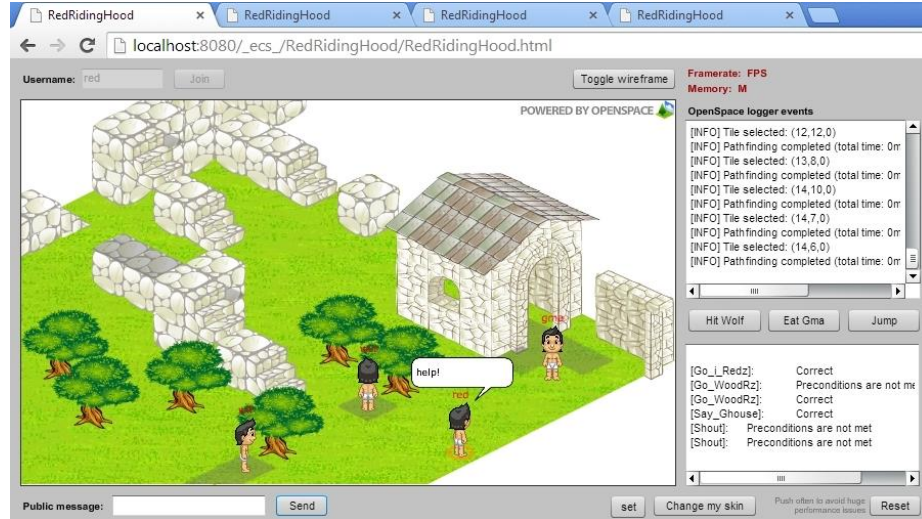 RedRidingHood × RedRidingHood × RedRidingHood × RedRidingHood ×
localhost:8080/_ecs_/RedRidingHood/RedRidingHood.html
Username: red Join Toggle wireframe
Framerate: FPS
Memory: M
POWERED BY OPENSPACE
OpenSpace logger events
[INFO] Tile selected: (12,12,0)
[INFO] Pathfinding completed (total time: 0m
[INFO] Tile selected: (13,8,0)
[INFO] Pathfinding completed (total time: 0m
[INFO] Tile selected: (14,10,0)
[INFO] Pathfinding completed (total time: 0m
[INFO] Tile selected: (14,7,0)
[INFO] Pathfinding completed (total time: 0m
[INFO] Tile selected: (14,6,0)
[INFO] Pathfinding completed (total time: 0m
Hit Wolf Eat Gma Jump
gma
help!
red
[Go_i_Redz]: Correct
[Go_WoodRz]: Preconditions are not me
[Go_WoodRz]: Correct
[Say_Ghouse]: Correct
[Shout]: Preconditions are not met
[Shout]: Preconditions are not met
Public message: Send set Change my skin
Push often to avoid huge
performance issues
Reset